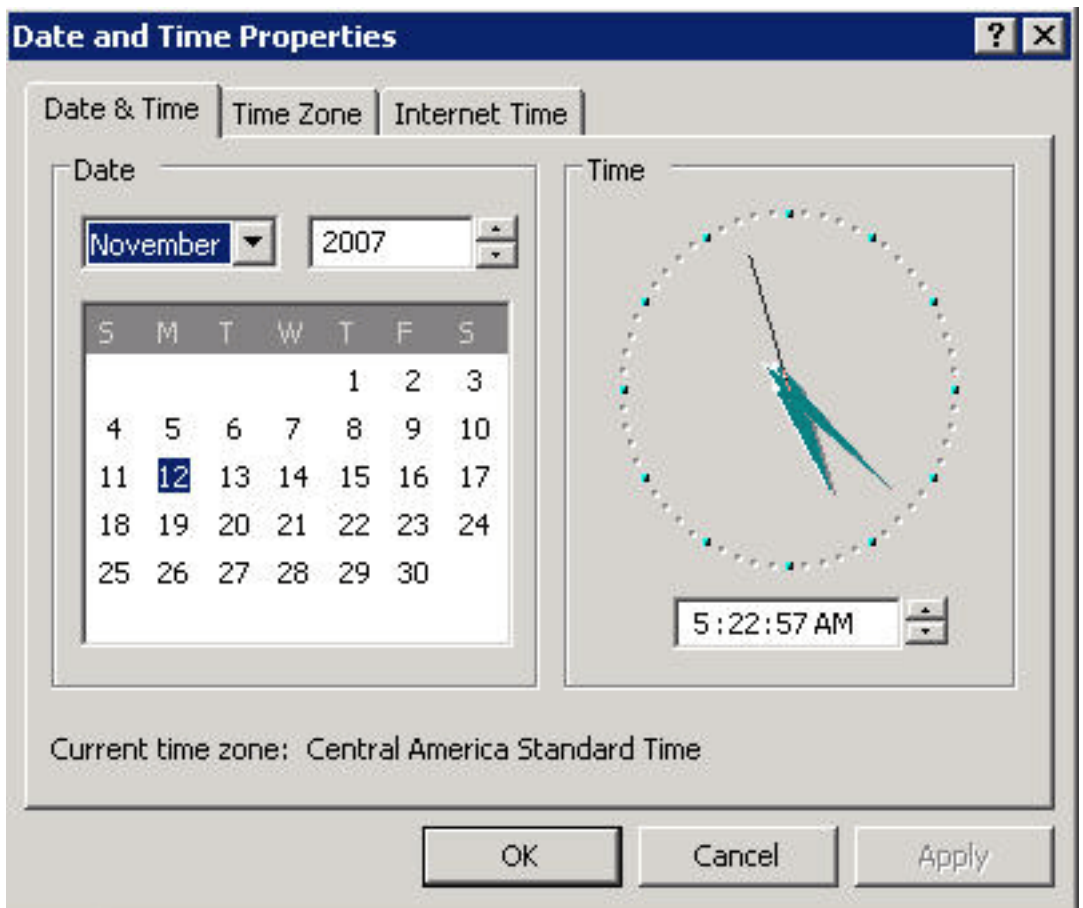 Date and Time Properties
Date & Time Time Zone Internet Time
Date
November 2007
S M T W T F S
1 2 3
4 5 6 7 8 9 10
11 12 13 14 15 16 17
18 19 20 21 22 23 24
25 26 27 28 29 30
Time
5:22:57 AM
Current time zone: Central America Standard Time
OK Cancel Apply